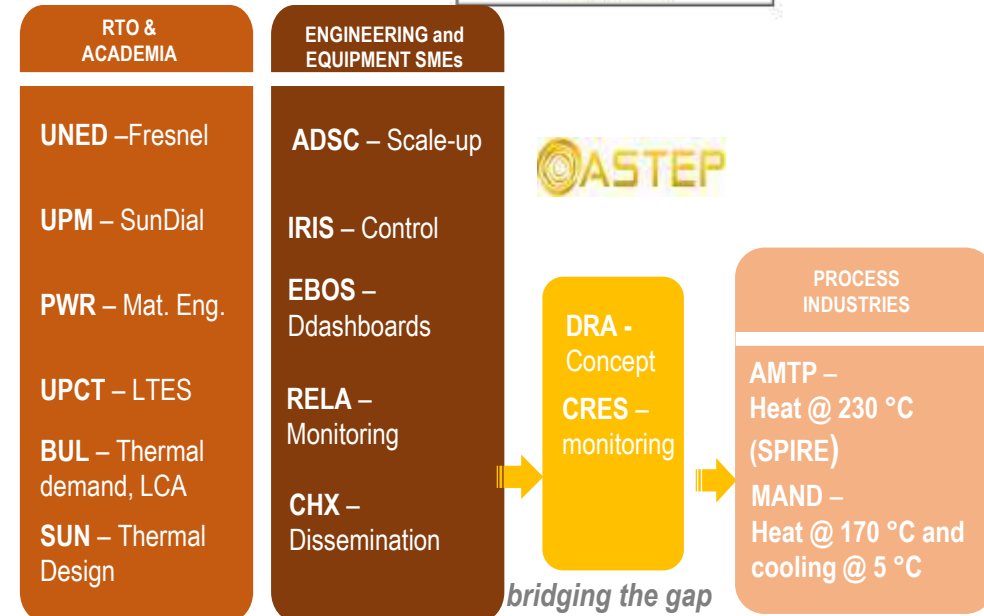 RTO &
ACADEMIA
UNED –Fresnel
UPM – SunDial
PWR – Mat. Eng.
UPCT – LTES
BUL – Thermal
demand, LCA
SUN – Thermal
Design
ENGINEERING and
EQUIPMENT SMEs
ADSC – Scale-up
IRIS – Control
EBOS –
Ddashboards
RELA –
Monitoring
CHX –
Dissemination
ASTEP
DRA -
Concept
CRES –
monitoring
bridging the gap
PROCESS
INDUSTRIES
AMTP –
Heat @ 230 °C
(SPIRE)
MAND –
Heat @ 170 °C and
cooling @ 5 °C